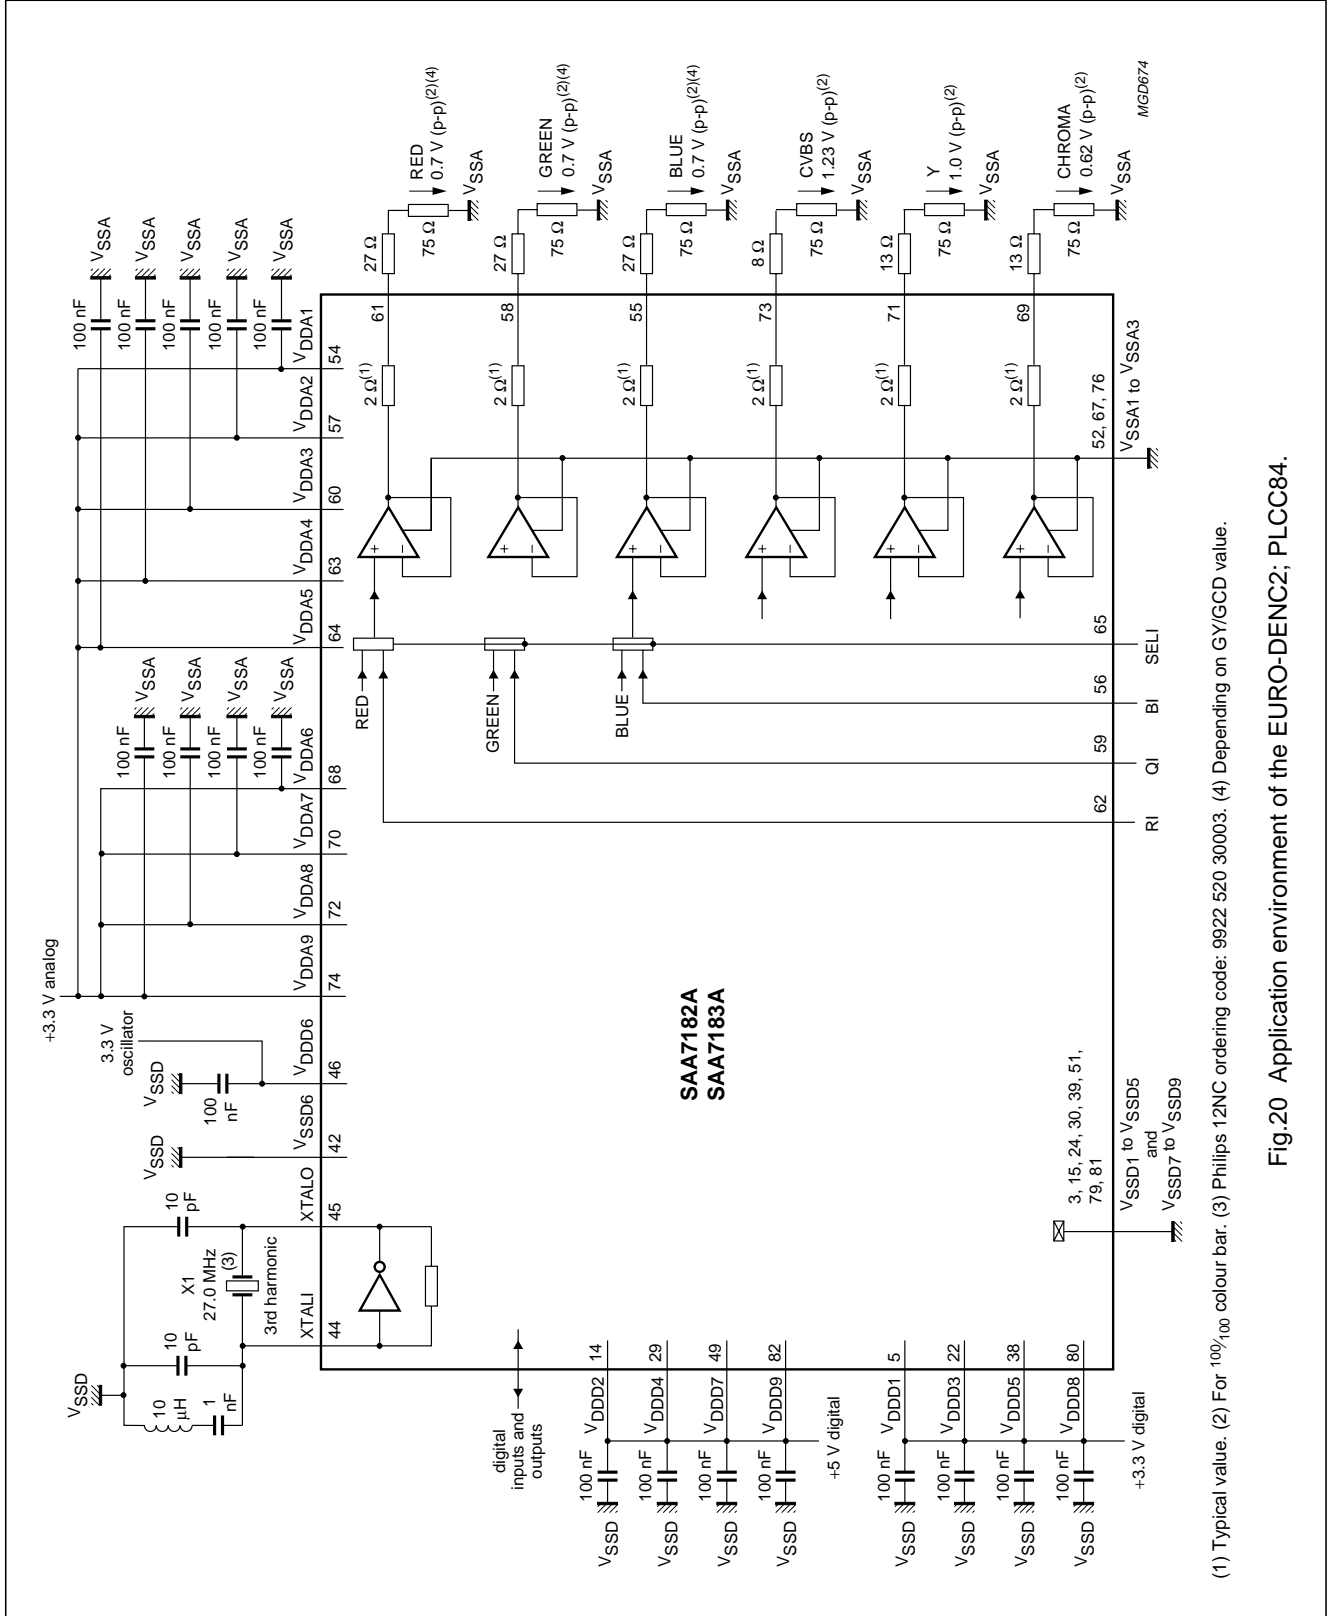 +3.3 V analog
3.3 V
oscillator
VSSD
10
μH
1
nF
10
pF
10
pF
X1
27.0 MHz
(3)
3rd harmonic
VSSD
VSSD
100
nF
100 nF
VSSA
100 nF
VSSA
100 nF
VSSA
100 nF
VSSA
100 nF
VSSA
100 nF
VSSA
100 nF
VSSA
100 nF
VSSA
100 nF
VSSA
XTALI
44
XTALO
45
VSSD6
42
VDDD6
46
VDDA9
74
VDDA8
72
VDDA7
70
VDDA6
68
VDDA5
64
VDDA4
63
VDDA3
60
VDDA2
57
VDDA1
54
RED
+
−
2 Ω(1)
61
27 Ω
75 Ω
RED
0.7 V (p-p)(2)(4)
VSSA
GREEN
+
−
2 Ω(1)
58
27 Ω
75 Ω
GREEN
0.7 V (p-p)(2)(4)
VSSA
BLUE
+
−
2 Ω(1)
55
27 Ω
75 Ω
BLUE
0.7 V (p-p)(2)(4)
VSSA
+
−
2 Ω(1)
73
8 Ω
75 Ω
CVBS
1.23 V (p-p)(2)
VSSA
+
−
2 Ω(1)
71
13 Ω
75 Ω
Y
1.0 V (p-p)(2)
VSSA
+
−
2 Ω(1)
69
13 Ω
75 Ω
CHROMA
0.62 V (p-p)(2)
VSSA
digital
inputs and
outputs
SAA7182A
SAA7183A
100 nF
VSSD
VDDD2
14
100 nF
VSSD
VDDD4
29
100 nF
VSSD
VDDD7
49
100 nF
VSSD
VDDD9
82
+5 V digital
100 nF
VSSD
VDDD1
5
100 nF
VSSD
VDDD3
22
100 nF
VSSD
VDDD5
38
100 nF
VSSD
VDDD8
80
+3.3 V digital
3, 15, 24, 30, 39, 51,
79, 81
VSSD1 to VSSD5
and
VSSD7 to VSSD9
62
RI
59
QI
56
BI
65
SELI
52, 67, 76
VSSA1 to VSSA3
MGD674
(1) Typical value. (2) For 100/100 colour bar. (3) Philips 12NC ordering code: 9922 520 30003. (4) Depending on GY/GCD value.
Fig.20 Application environment of the EURO-DENC2; PLCC84.